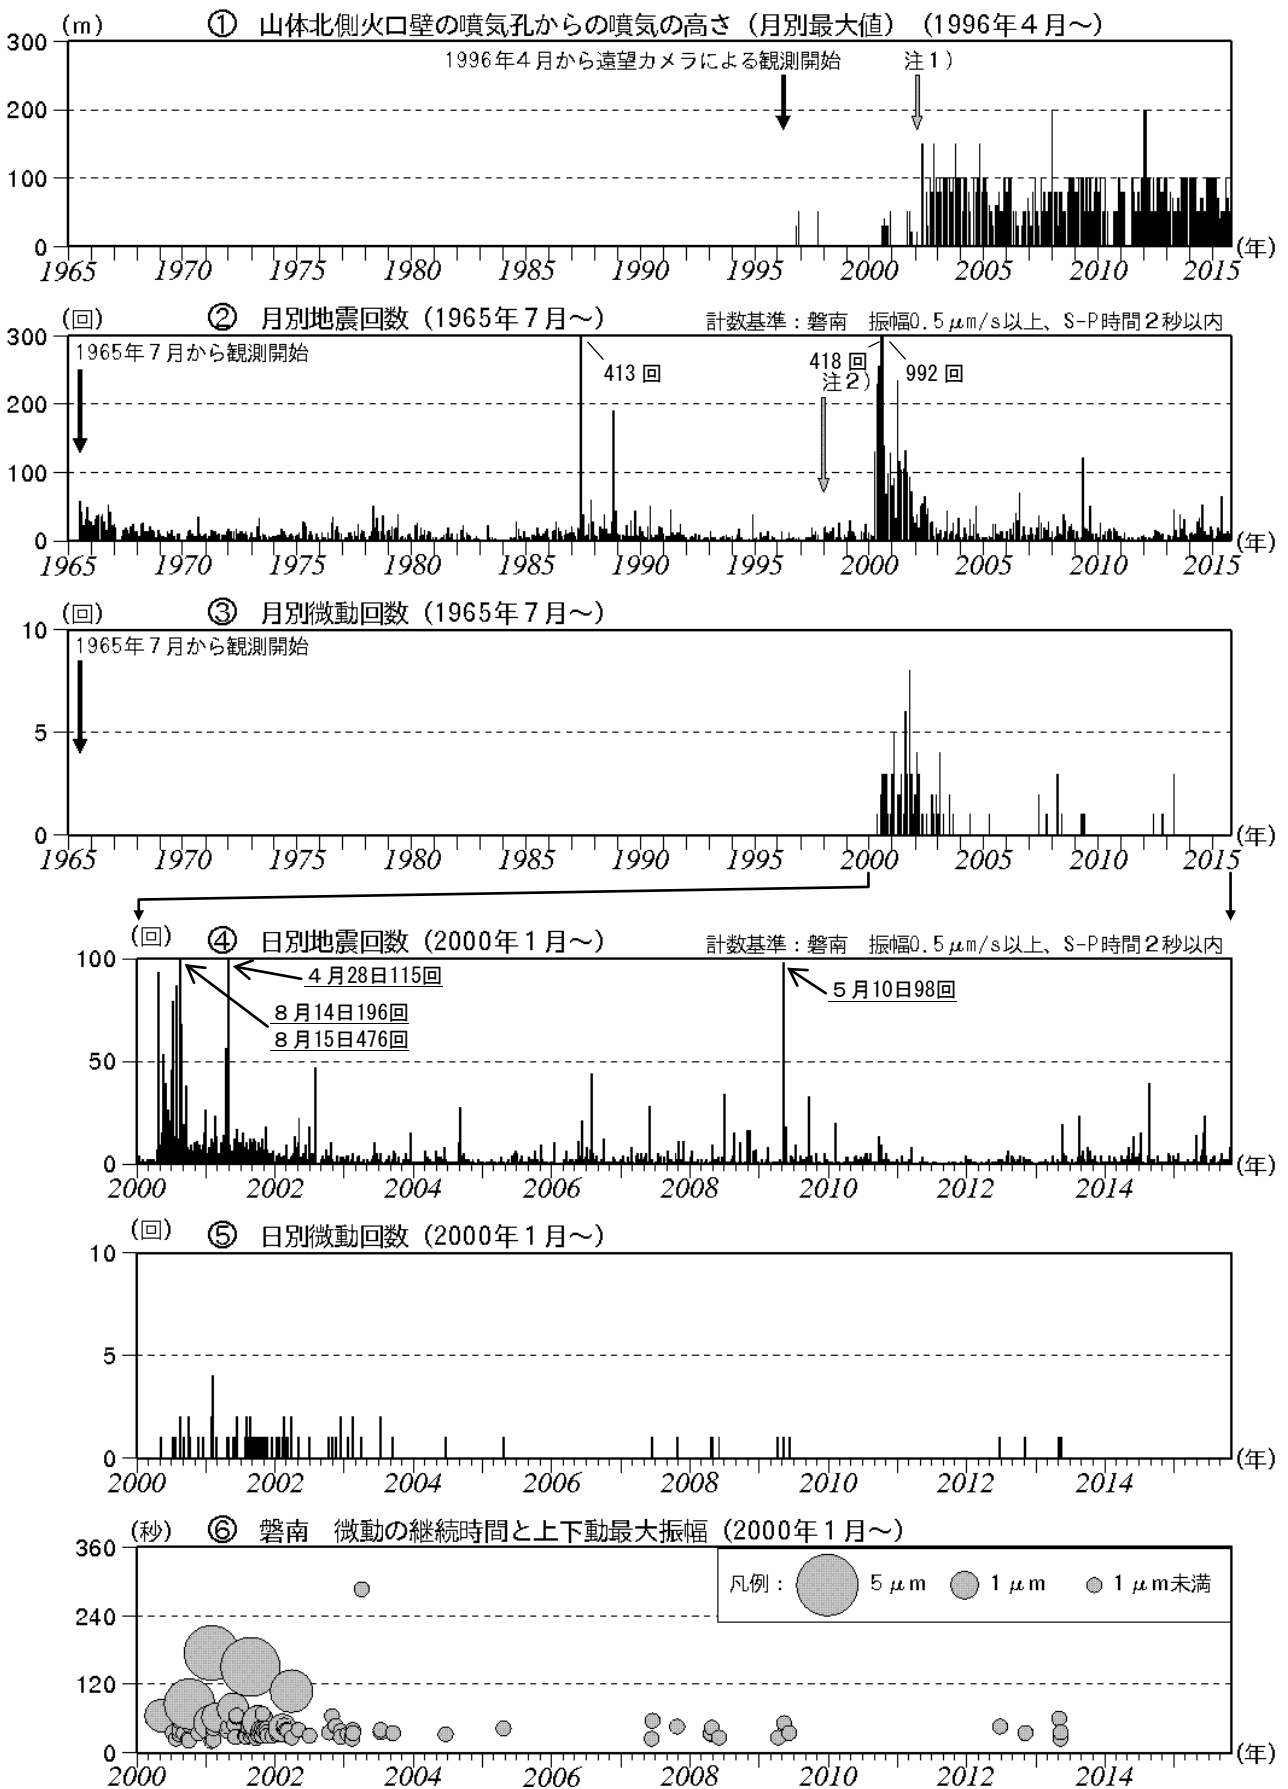 (m) ① 山体北側火口壁の噴気孔からの噴気の高さ（月別最大値）（1996年４月～）
1996年４月から遠望カメラによる観測開始 注１）
300
200
100
0
1965 1970 1975 1980 1985 1990 1995 2000 2005 2010 2015 (年)
(回) ② 月別地震回数（1965年７月～） 計数基準：磐南 振幅0.5μm/s以上、S-P時間２秒以内
1965年７月から観測開始
413 回
418 回
992 回
注２）
300
200
100
0
1965 1970 1975 1980 1985 1990 1995 2000 2005 2010 2015 (年)
(回) ③ 月別微動回数（1965年７月～）
1965年７月から観測開始
10
5
0
1965 1970 1975 1980 1985 1990 1995 2000 2005 2010 2015 (年)
(回) ④ 日別地震回数（2000年１月～） 計数基準：磐南 振幅0.5μm/s以上、S-P時間２秒以内
４月28日115回
８月14日196回
８月15日476回
５月10日98回
100
50
0
2000 2002 2004 2006 2008 2010 2012 2014 (年)
(回) ⑤ 日別微動回数（2000年１月～）
10
5
0
2000 2002 2004 2006 2008 2010 2012 2014 (年)
(秒) ⑥ 磐南 微動の継続時間と上下動最大振幅（2000年１月～）
凡例： ５μm １μm １μm未満
360
240
120
0
2000 2002 2004 2006 2008 2010 2012 2014 (年)